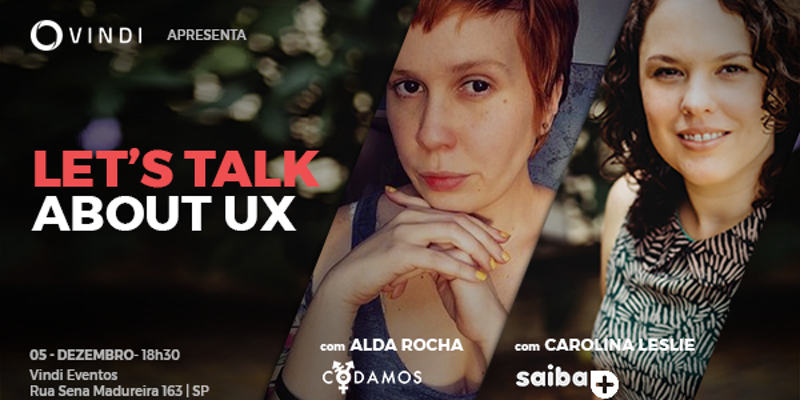 VINDI APRESENTA
LET'S TALK
ABOUT UX
com ALDA ROCHA
CODAMOS
com CAROLINA LESLIE
saiba+
05 - DEZEMBRO- 18h30
Vindi Eventos
Rua Sena Madureira 163 | SP